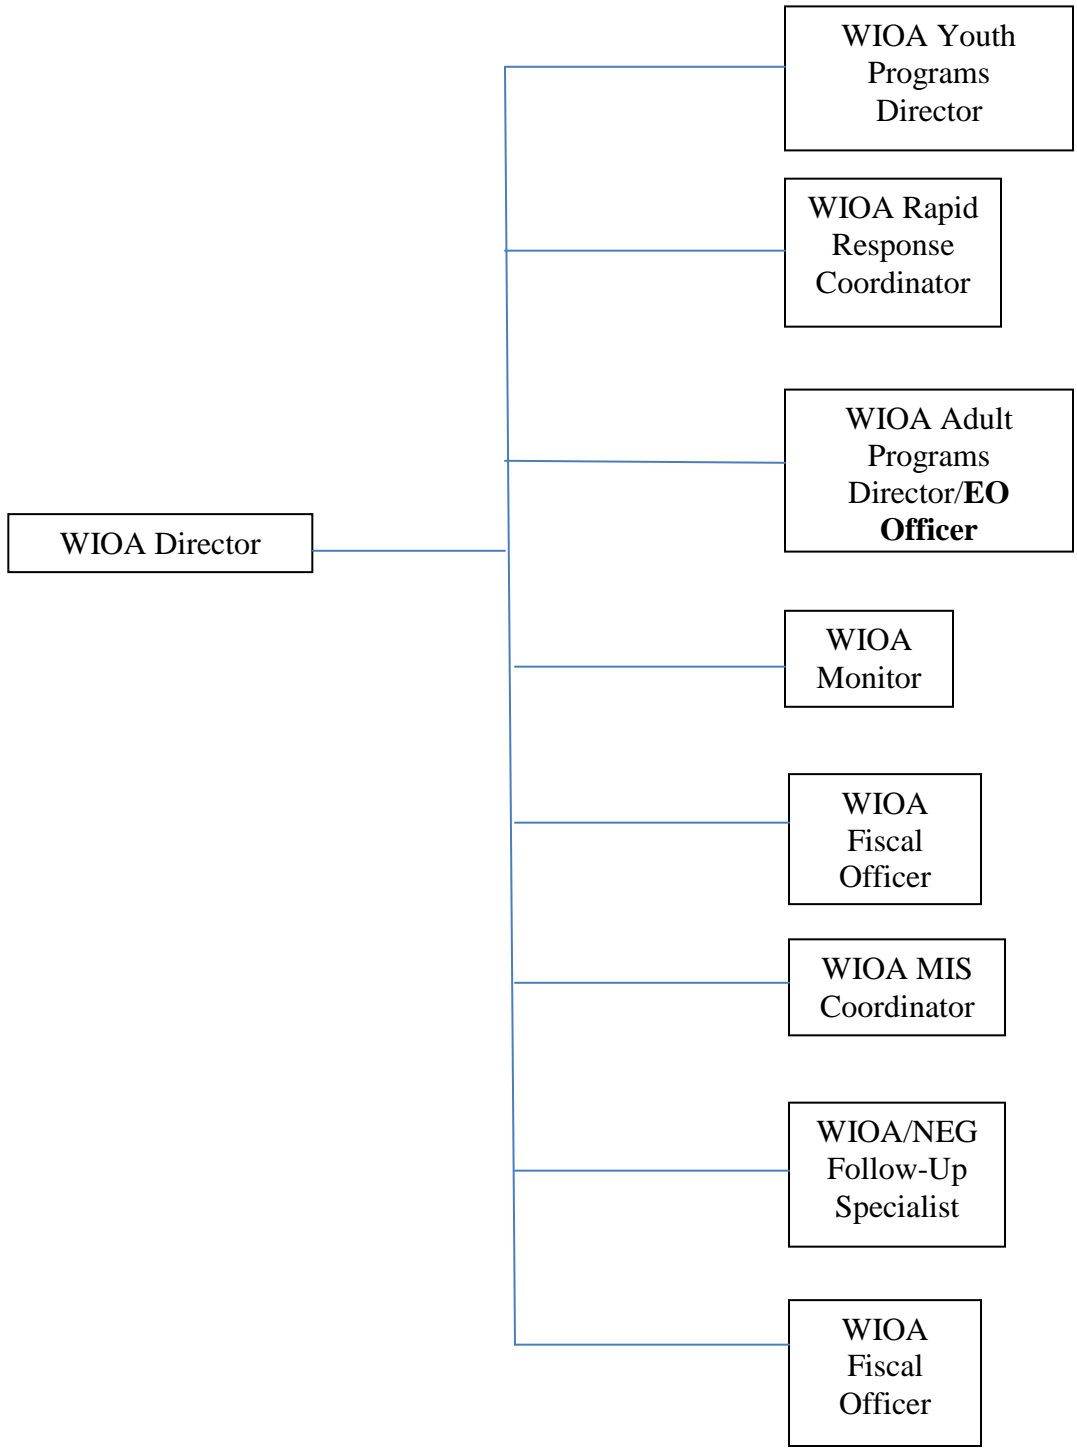 WIOA Youth
Programs
Director
WIOA Rapid
Response
Coordinator
WIOA Adult
Programs
Director/EO
Officer
WIOA Director
WIOA
Monitor
WIOA
Fiscal
Officer
WIOA MIS
Coordinator
WIOA/NEG
Follow-Up
Specialist
WIOA
Fiscal
Officer